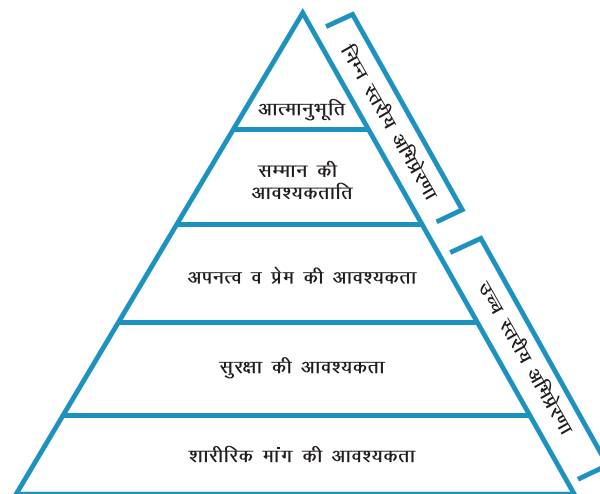 निम्न स्तरीय अभिप्रेरणा
आत्मानुभूति
सम्मान की
आवश्यकताति
अपनत्व व प्रेम की आवश्यकता
उच्च स्तरीय अभिप्रेरणा
सुरक्षा की आवश्यकता
शारीरिक मांग की आवश्यकता